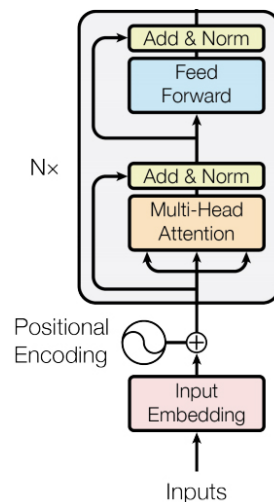 Add & Norm
Feed
Forward
N×
Add & Norm
Multi-Head
Attention
Positional
Encoding
Input
Embedding
Inputs